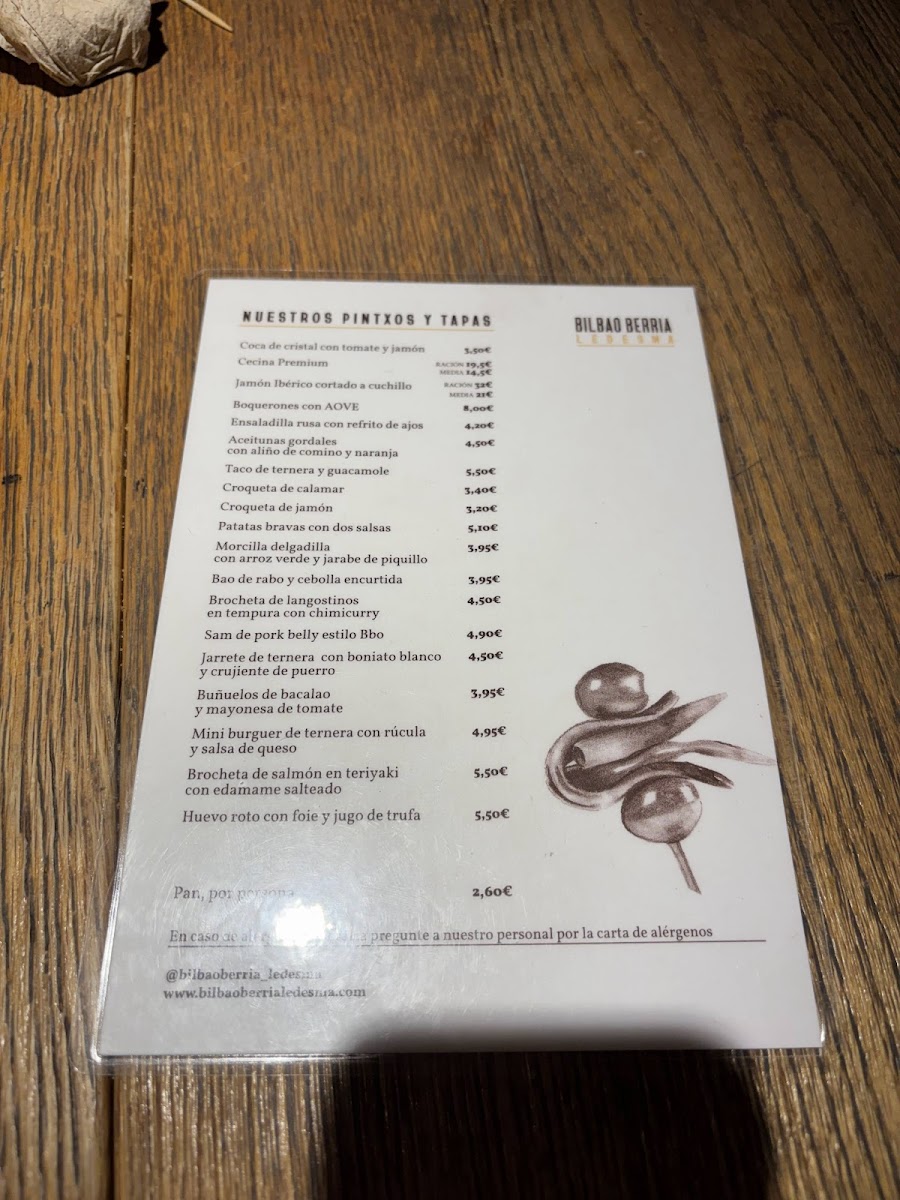 NUESTROS PINTXOS Y TAPAS
BILBAO BERRIA
LEDESMA
Coca de cristal con tomate y jamón 3,50€
Cecina Premium RACIÓN 19,5€
MEDIA 14,5€
Jamón Ibérico cortado a cuchillo RACIÓN 32€
MEDIA 21€
Boquerones con AOVE 8,00€
Ensaladilla rusa con refrito de ajos 4,20€
Aceitunas gordales 4,50€
con aliño de comino y naranja
Taco de ternera y guacamole 5,50€
Croqueta de calamar 3,40€
Croqueta de jamón 3,20€
Patatas bravas con dos salsas 5,10€
Morcilla delgadilla 3,95€
con arroz verde y jarabe de piquillo
Bao de rabo y cebolla encurtida 3,95€
Brocheta de langostinos 4,50€
en tempura con chimicurry
Sam de pork belly estilo Bbo 4,90€
Jarrete de ternera con boniato blanco 4,50€
y crujiente de puerro
Buñuelos de bacalao 3,95€
y mayonesa de tomate
Mini burguer de ternera con rúcula 4,95€
y salsa de queso
Brocheta de salmón en teriyaki 5,50€
con edamame salteado
Huevo roto con foie y jugo de trufa 5,50€
Pan, por persona 2,60€
En caso de pregunte a nuestro personal por la carta de alérgenos
@bilbaoberria_ledesma
www.bilbaoberrialedesma.com